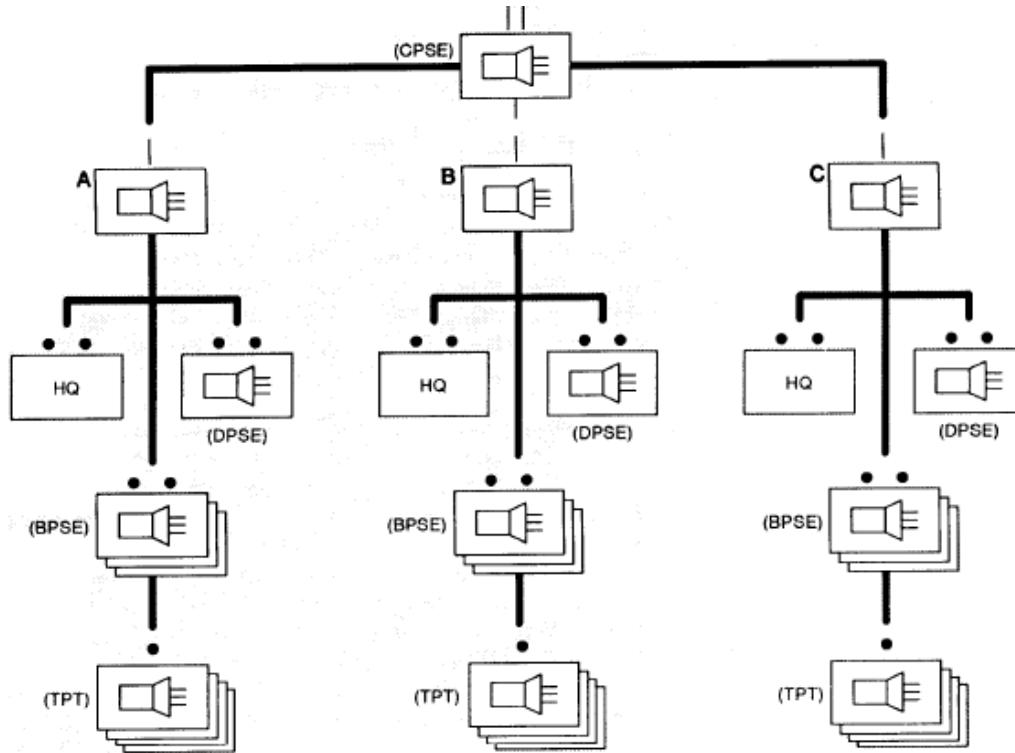 (CPSE)
A
B
C
HQ
HQ
HQ
(DPSE)
(DPSE)
(DPSE)
(BPSE)
(BPSE)
(BPSE)
(TPT)
(TPT)
(TPT)